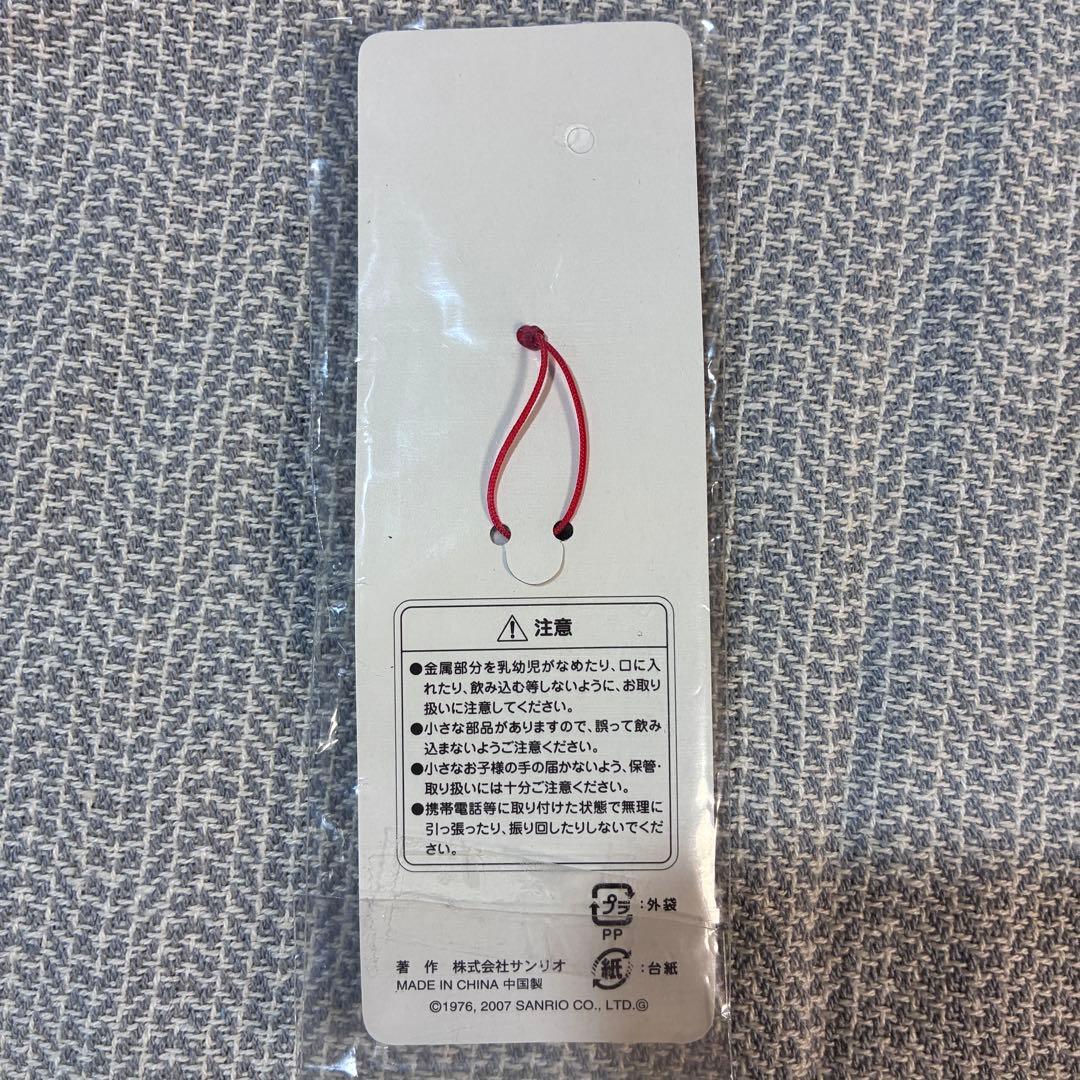 注意
●金属部分を乳幼児がなめたり、口に入
れたり、飲み込む等しないように、お取り
扱いに注意してください。
●小さな部品がありますので、誤って飲み
込まないようご注意ください。
●小さなお子様の手の届かないよう、保管・
取り扱いには十分ご注意ください。
●携帯電話等に取り付けた状態で無理に
引っ張ったり、振り回したりしないでくだ
さい。
プラ :外袋
PP
紙 :台紙
著 作 株式会社サンリオ
MADE IN CHINA 中国製
©1976, 2007 SANRIO CO., LTD.Ⓖ